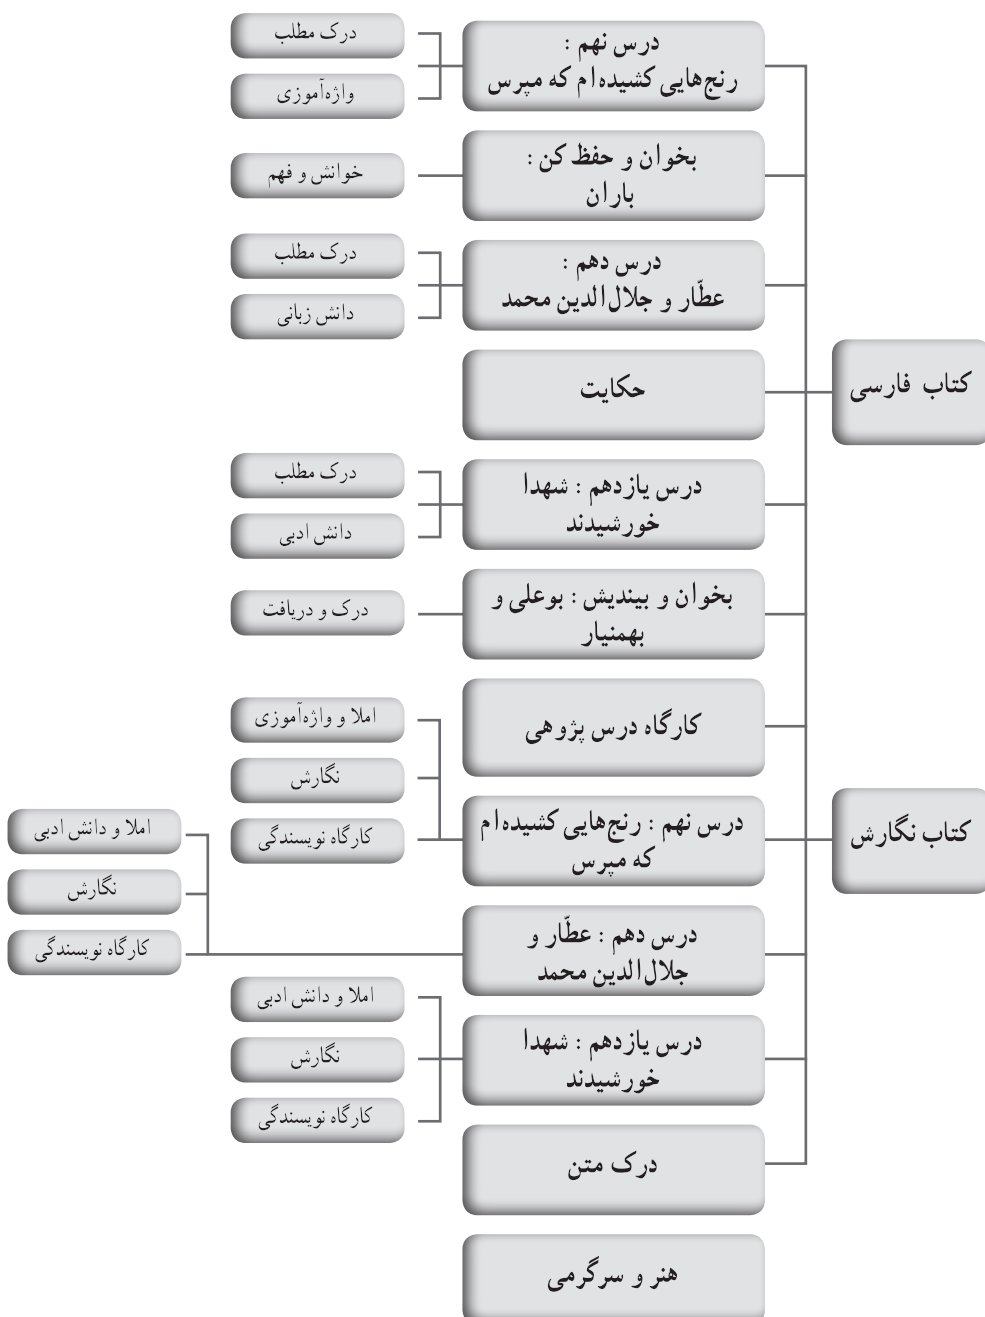 کتاب فارسی
درس نهم :
رنج‌هایی کشیده‌ام که مپرس
درک مطلب
واژه‌آموزی
بخوان و حفظ کن :
باران
خوانش و فهم
درس دهم :
عطّار و جلال‌الدین محمد
درک مطلب
دانش زبانی
حکایت
درس یازدهم : شهدا
خورشیدند
درک مطلب
دانش ادبی
بخوان و بیندیش : بوعلی و
بهمنیار
درک و دریافت
کارگاه درس پژوهی
کتاب نگارش
درس نهم : رنج‌هایی کشیده‌ام
که مپرس
املا و واژه‌آموزی
نگارش
کارگاه نویسندگی
درس دهم : عطّار و
جلال‌الدین محمد
املا و دانش ادبی
نگارش
کارگاه نویسندگی
درس یازدهم : شهدا
خورشیدند
املا و دانش ادبی
نگارش
کارگاه نویسندگی
درک متن
هنر و سرگرمی